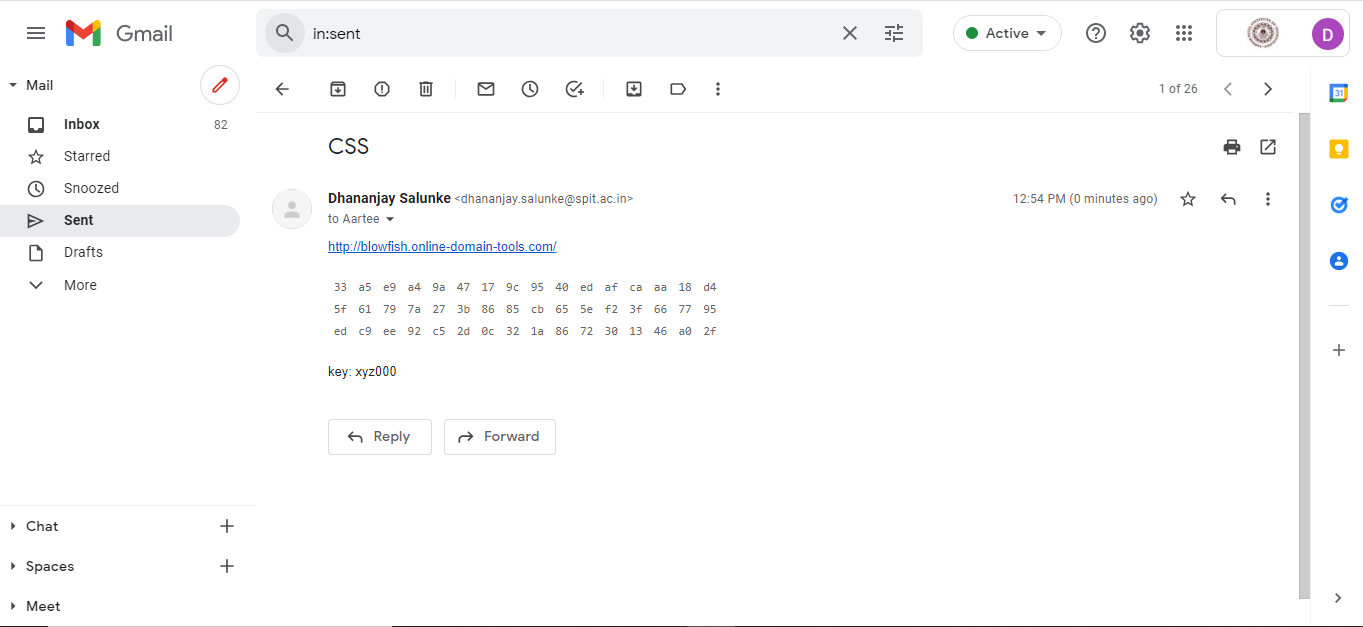 Gmail
in:sent
Active
D
Mail
Inbox 82
Starred
Snoozed
Sent
Drafts
More
1 of 26
31
CSS
Dhananjay Salunke <dhananjay.salunke@spit.ac.in>
12:54 PM (0 minutes ago)
to Aartee
http://blowfish.online-domain-tools.com/
33 a5 e9 a4 9a 47 17 9c 95 40 ed af ca aa 18 d4
5f 61 79 7a 27 3b 86 85 cb 65 5e f2 3f 66 77 95
ed c9 ee 92 c5 2d 0c 32 1a 86 72 30 13 46 a0 2f
key: xyz000
Reply
Forward
Chat
Spaces
Meet